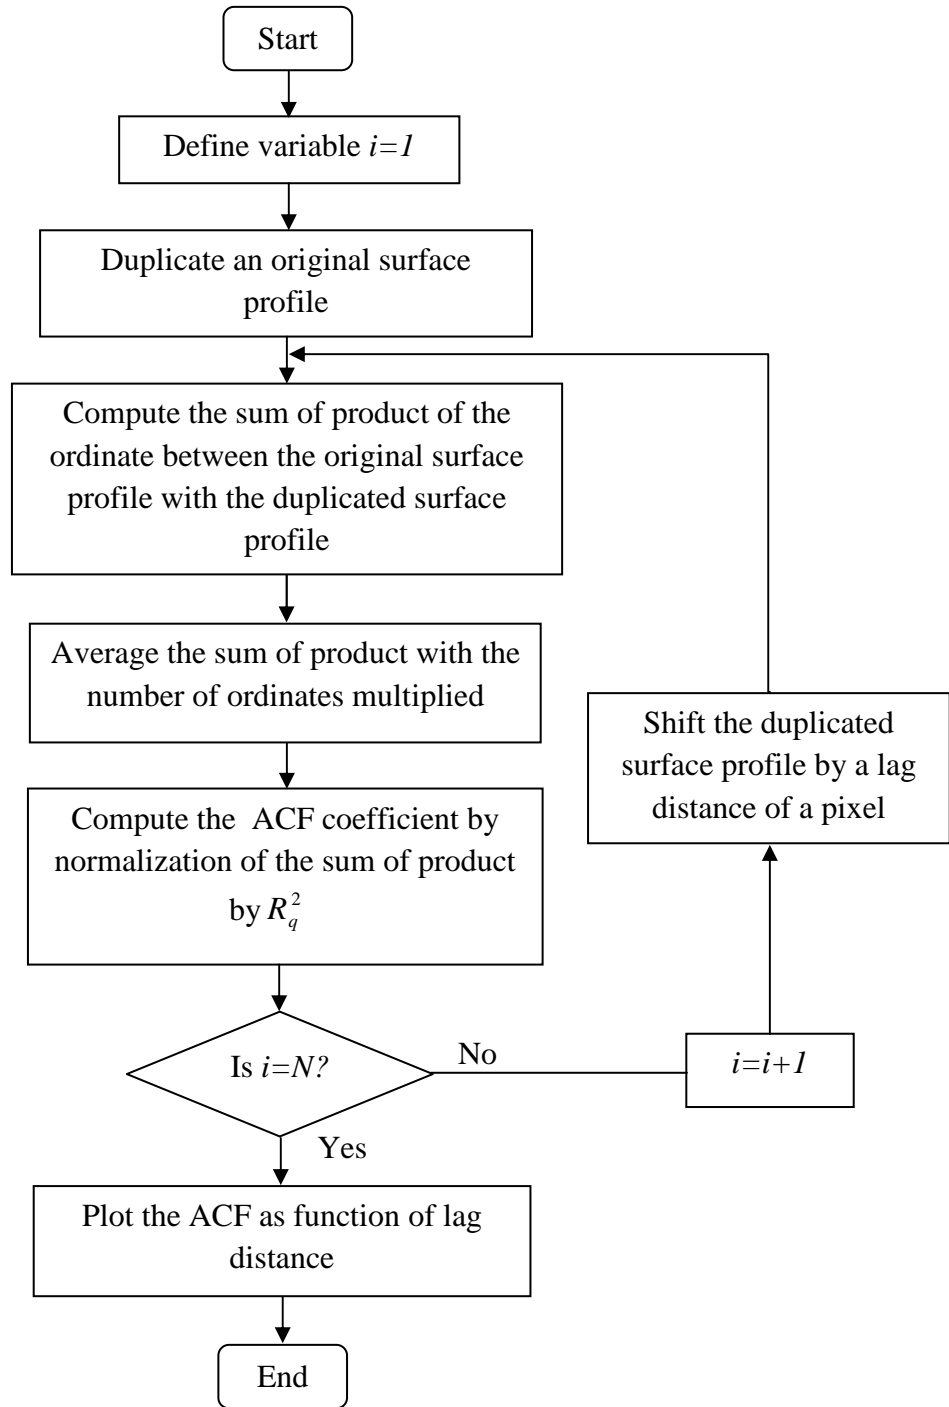 Start
Define variable i=1
Duplicate an original surface
profile
Compute the sum of product of the
ordinate between the original surface
profile with the duplicated surface
profile
Average the sum of product with the
number of ordinates multiplied
Compute the ACF coefficient by
normalization of the sum of product
by R_q^2
Is i=N?
No
i=i+1
Shift the duplicated
surface profile by a lag
distance of a pixel
Yes
Plot the ACF as function of lag
distance
End